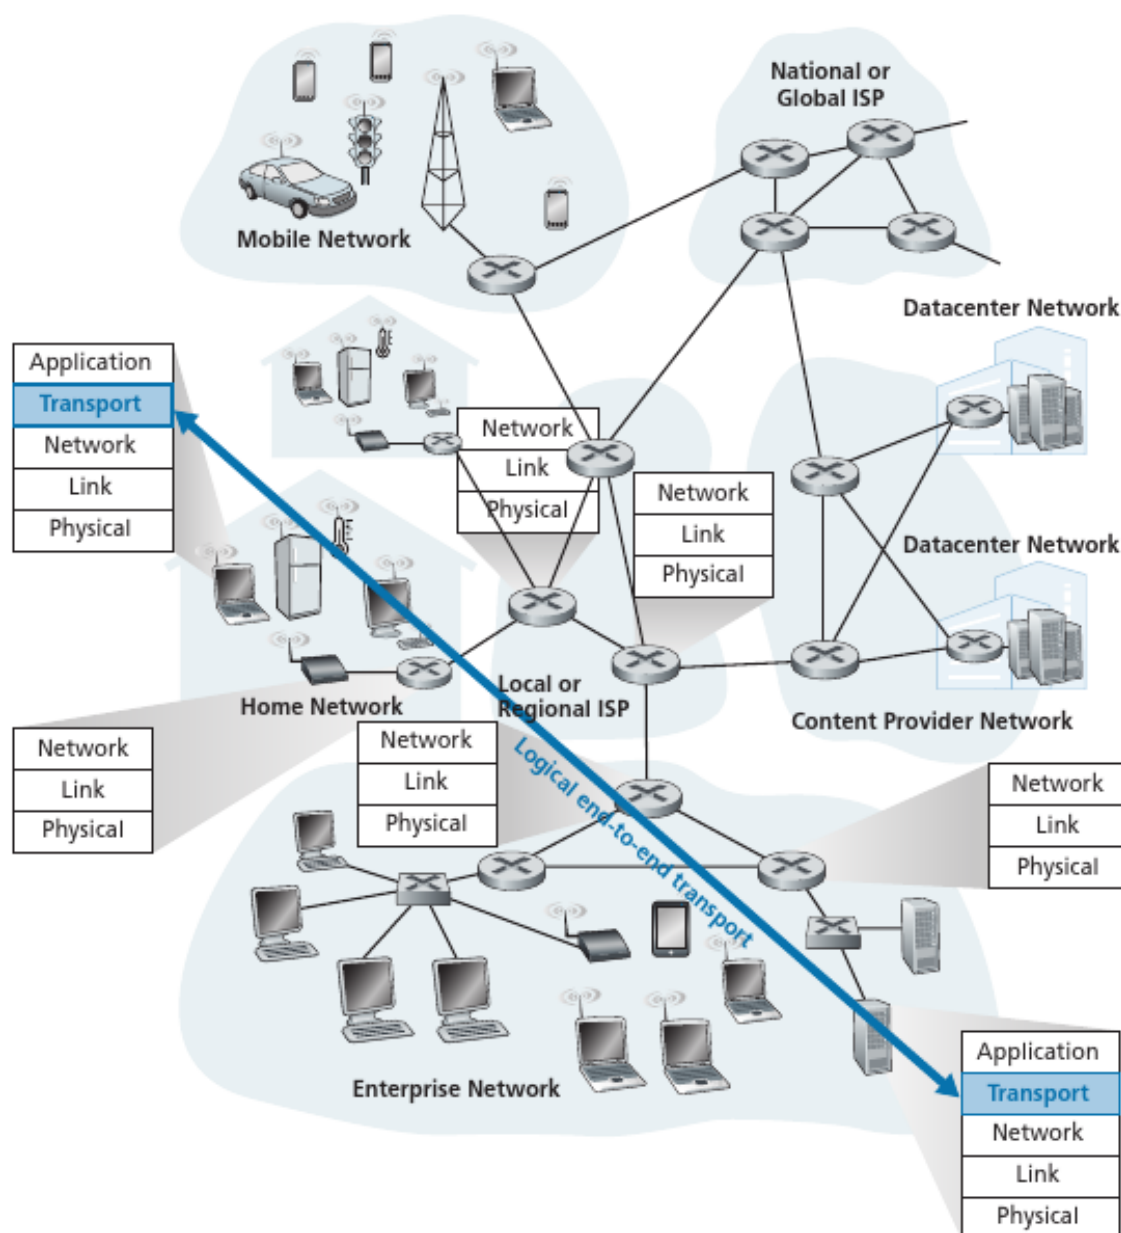 National or
Global ISP
Mobile Network
Datacenter Network
Application
Transport
Network
Link
Physical
Network
Link
Physical
Network
Link
Physical
Datacenter Network
Home Network
Local or
Regional ISP
Content Provider Network
Network
Link
Physical
Network
Link
Physical
Logical end-to-end transport
Network
Link
Physical
Enterprise Network
Application
Transport
Network
Link
Physical